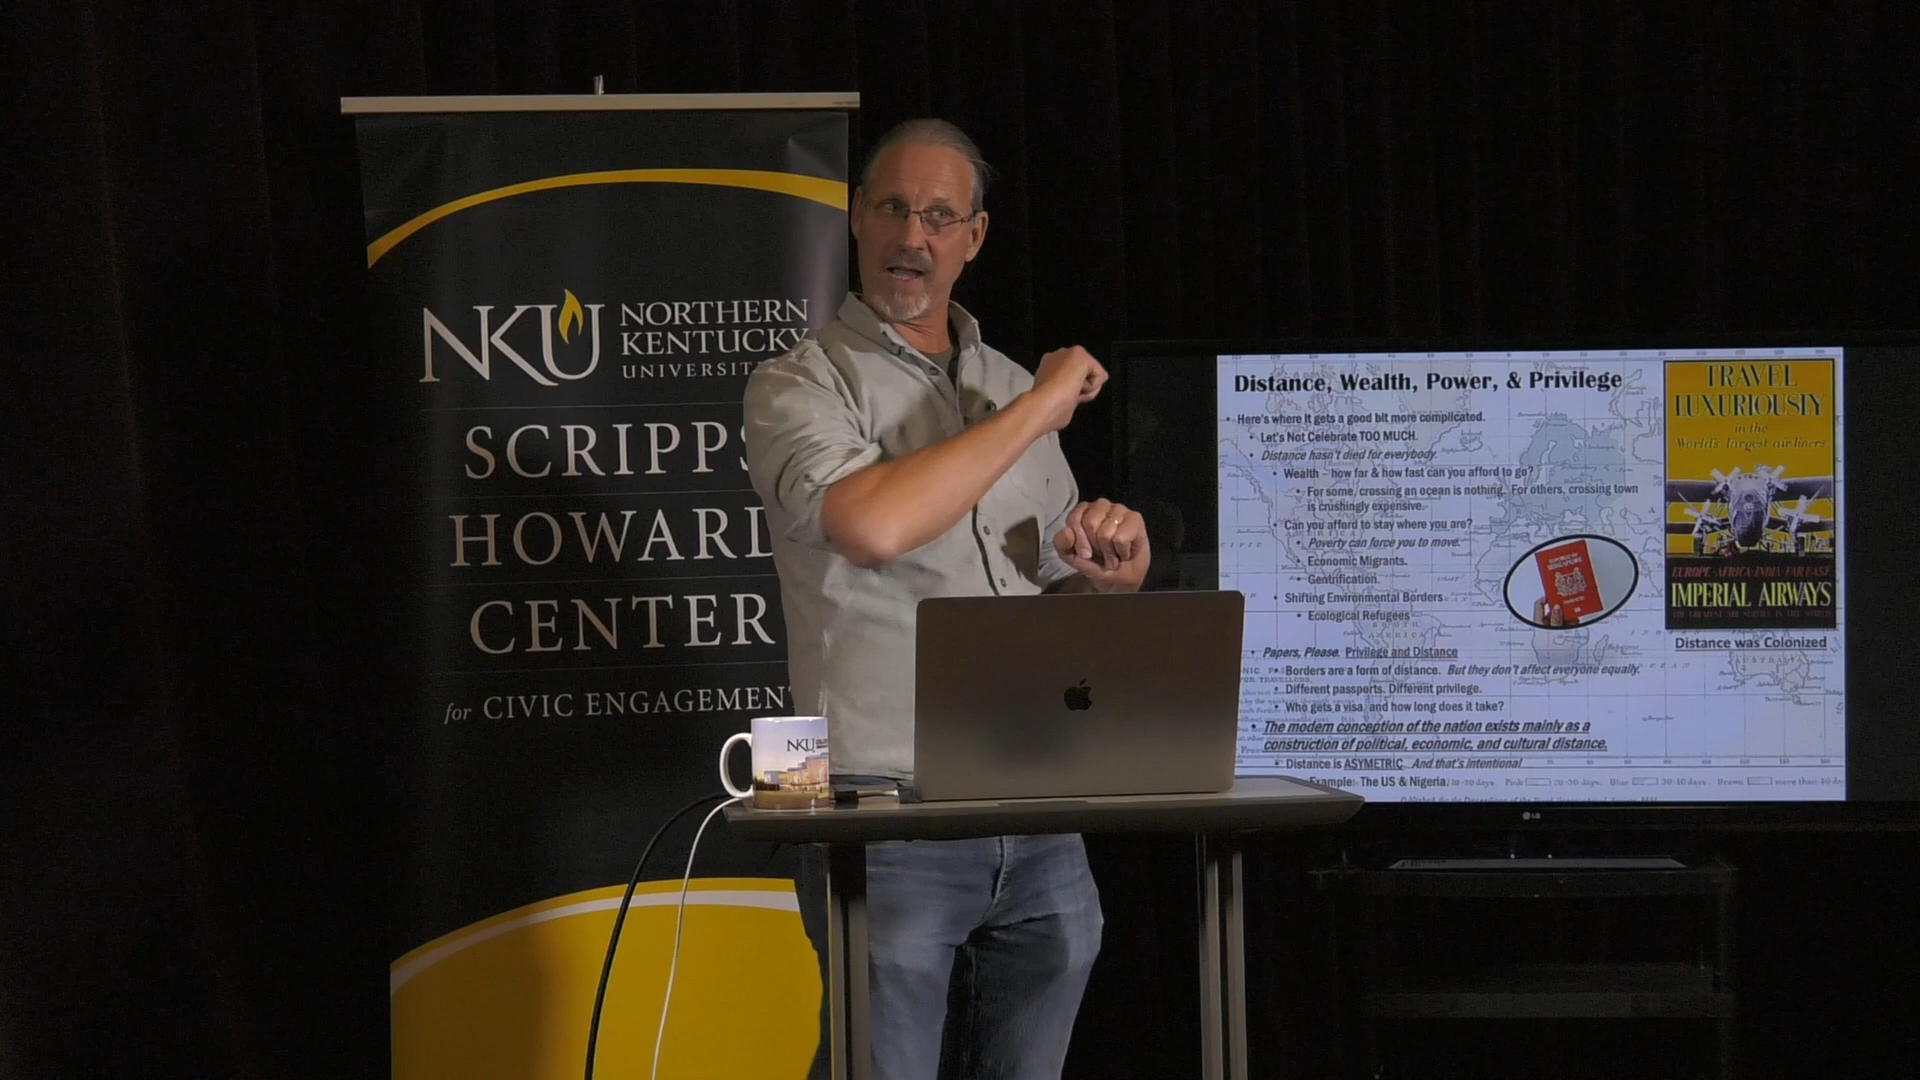 NKU
NORTHERN
KENTUCKY
UNIVERSIT
SCRIPPS
HOWARD
CENTER
for CIVIC ENGAGEMENT
NKU
Distance, Wealth, Power, & Privilege
Here's where it gets a good bit more complicated.
Let's Not Celebrate TOO MUCH.
Distance hasn't died for everybody.
Wealth – how far & how fast can you afford to go?
For some, crossing an ocean is nothing. For others, crossing town
is crushingly expensive.
Can you afford to stay where you are?
Poverty can force you to move.
Economic Migrants.
Gentrification.
Shifting Environmental Borders
Ecological Refugees
Papers, Please. Privilege and Distance
Borders are a form of distance. But they don't affect everyone equally.
Different passports. Different privilege.
Who gets a visa, and how long does it take?
The modern conception of the nation exists mainly as a
construction of political, economic, and cultural distance.
Distance is ASYMETRIC. And that's intentional
Example: The US & Nigeria.
REPUBLIC OF
SINGAPORE
TRAVEL
LUXURIOUSLY
in the
World's largest air liners
EUROPE-AFRICA-INDIA-FAR EAST
IMPERIAL AIRWAYS
Distance was Colonized
LG